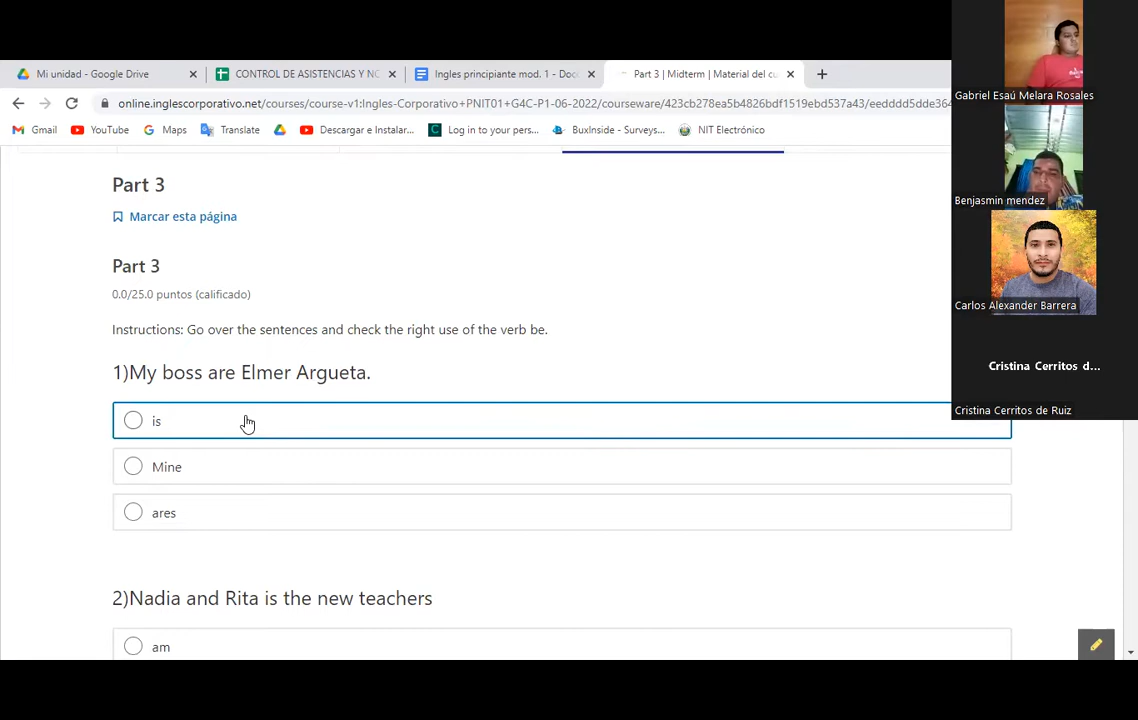 Mi unidad - Google Drive
CONTROL DE ASISTENCIAS Y NC
Ingles principiante mod. 1 - Doc
Part 3 | Midterm | Material del cu
online.inglescorporativo.net/courses/course-v1:Ingles-Corporativo+PNIT01+G4C-P1-06-2022/courseware/423cb278ea5b4826bdf1519ebd537a43/eedddd5dde364
Gmail
YouTube
Maps
Translate
Descargar e Instalar...
Log in to your pers...
BuxInside - Surveys...
NIT Electrónico
Part 3
Marcar esta página
Part 3
0.0/25.0 puntos (calificado)
Instructions: Go over the sentences and check the right use of the verb be.
1)My boss are Elmer Argueta.
is
Mine
ares
2)Nadia and Rita is the new teachers
am
Gabriel Esaú Melara Rosales
Benjasmin mendez
Carlos Alexander Barrera
Cristina Cerritos d...
Cristina Cerritos de Ruiz